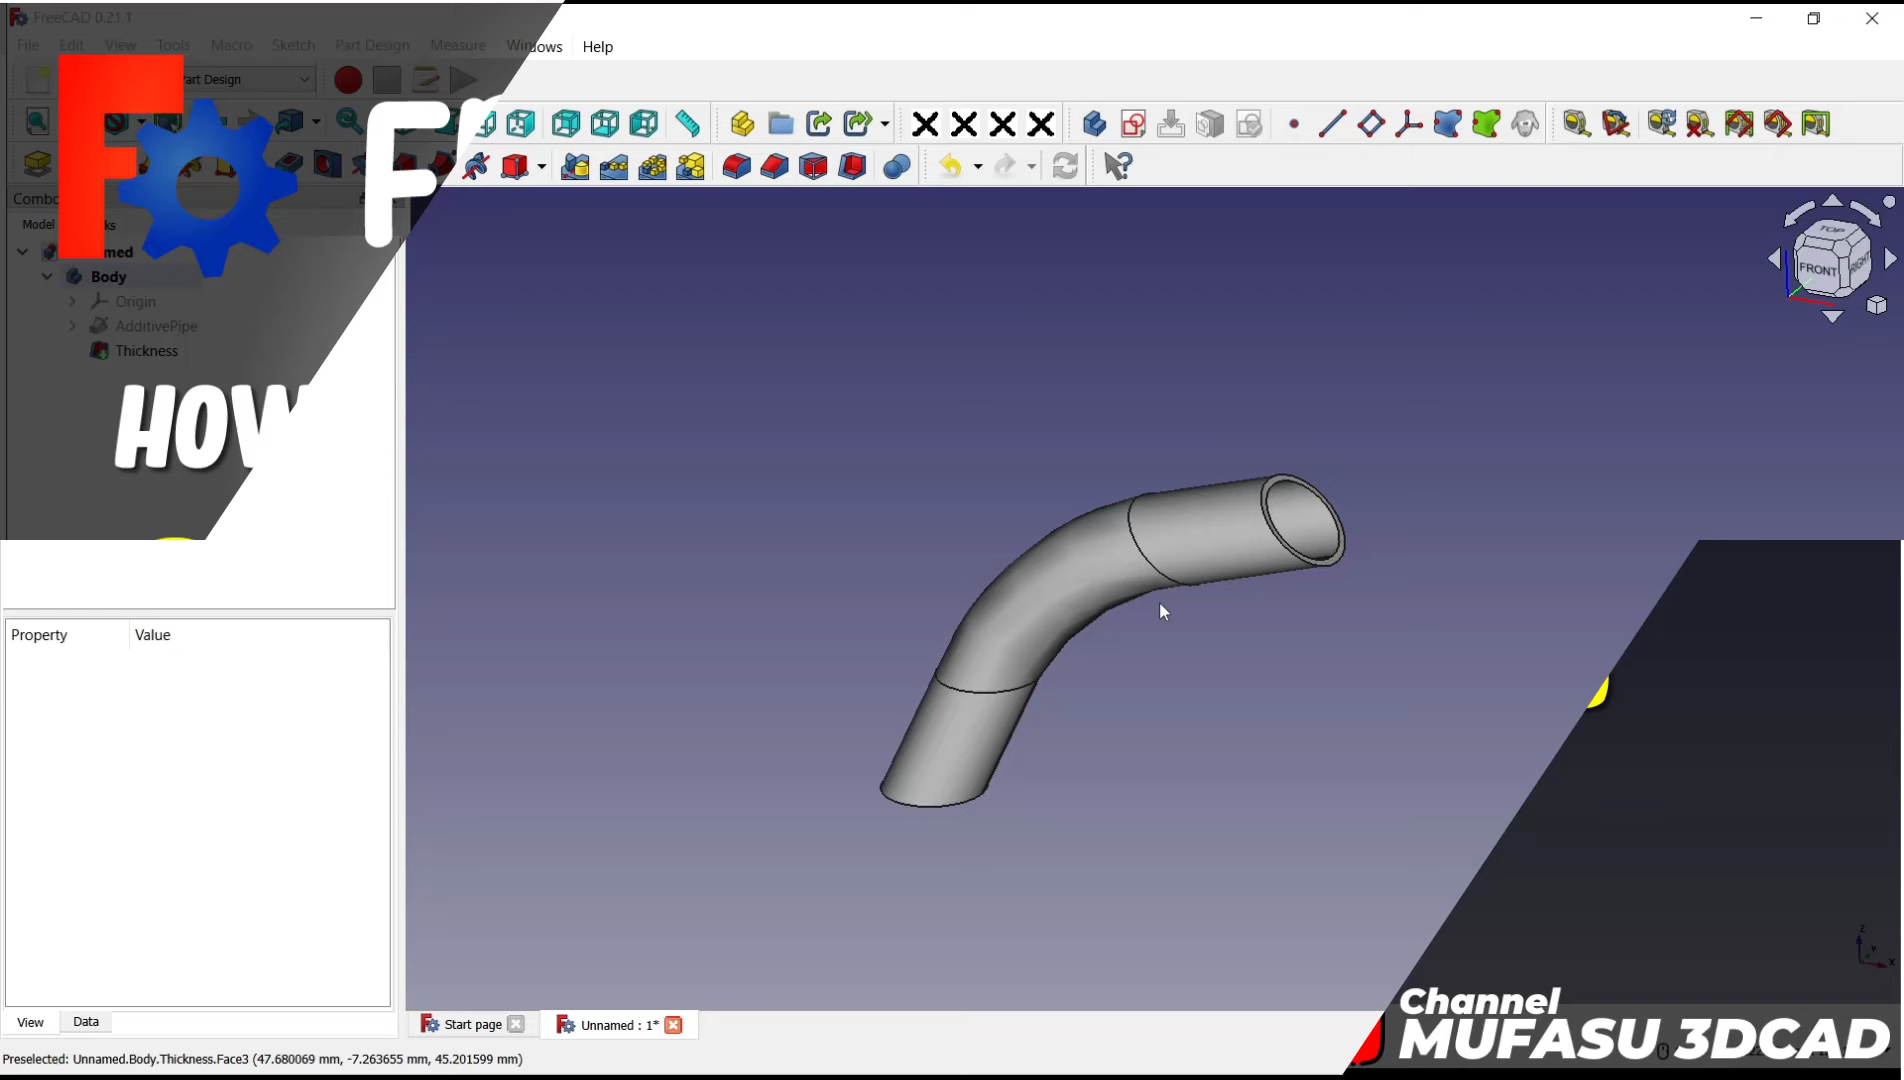 FreeCAD 0.21.1
File Edit View Tools Macro Sketch Part Design Measure Windows Help
Part Design
F
HOW
Model
Body
Origin
AdditivePipe
Thickness
TOP
FRONT
RIGHT
Property Value
View Data
Start page
Unnamed : 1*
Z
Y
X
Channel
MUFASU 3DCAD
Preselected: Unnamed.Body.Thickness.Face3 (47.680069 mm, -7.263655 mm, 45.201599 mm)